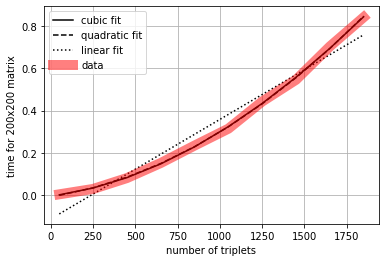 cubic fit
quadratic fit
linear fit
data
0.8
0.6
0.4
0.2
0.0
time for 200x200 matrix
0 250 500 750 1000 1250 1500 1750
number of triplets